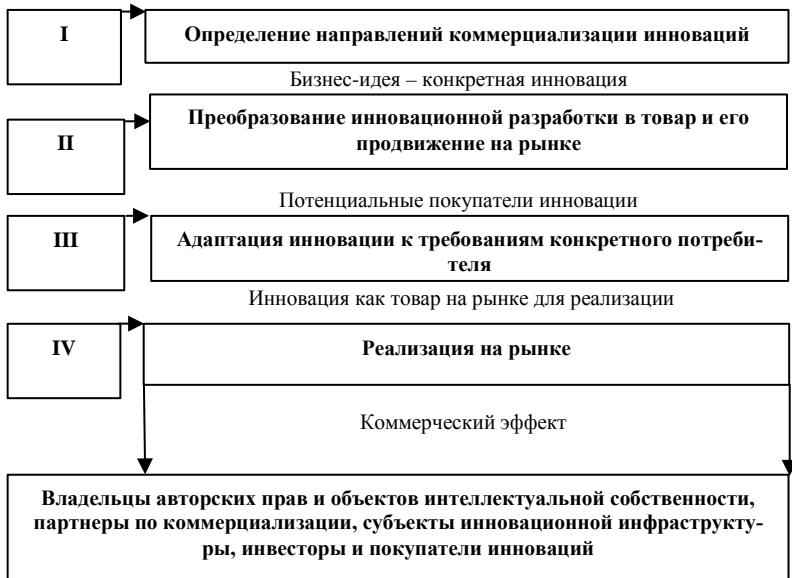 I
Определение направлений коммерциализации инноваций
Бизнес-идея – конкретная инновация
II
Преобразование инновационной разработки в товар и его
продвижение на рынке
Потенциальные покупатели инновации
III
Адаптация инновации к требованиям конкретного потреби-
теля
Инновация как товар на рынке для реализации
IV
Реализация на рынке
Коммерческий эффект
Владельцы авторских прав и объектов интеллектуальной собственности,
партнеры по коммерциализации, субъекты инновационной инфраструкту-
ры, инвесторы и покупатели инноваций